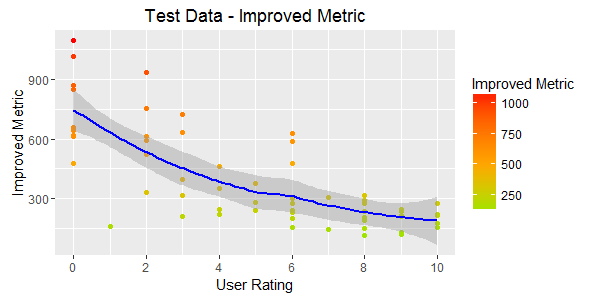 Test Data - Improved Metric
Improved Metric
900
600
300
0 2 4 6 8 10
User Rating
Improved Metric
1000
750
500
250